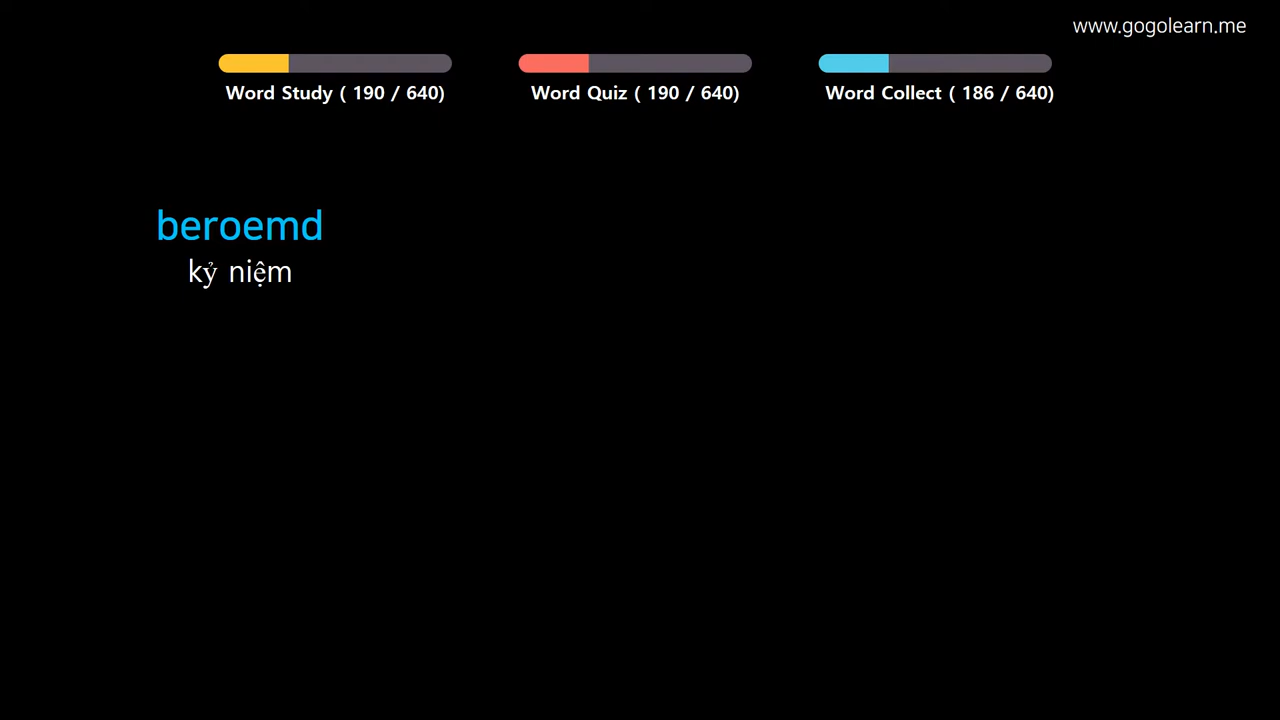 www.gogolearn.me
Word Study ( 190 / 640)
Word Quiz ( 190 / 640)
Word Collect ( 186 / 640)
beroemd
kỷ niệm